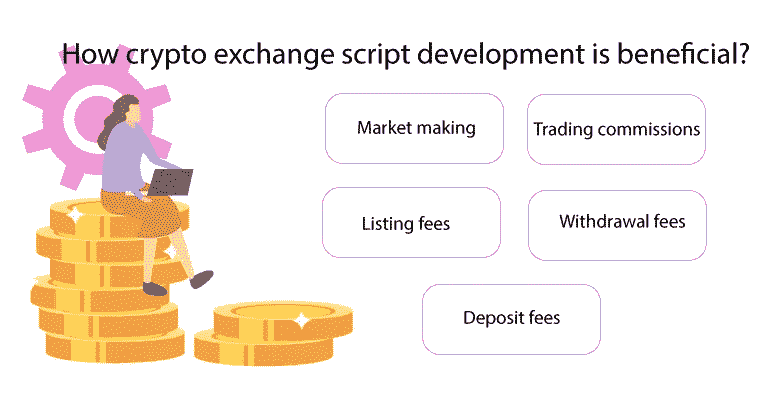 How crypto exchange script development is beneficial?
Market making
Trading commissions
Listing fees
Withdrawal fees
Deposit fees